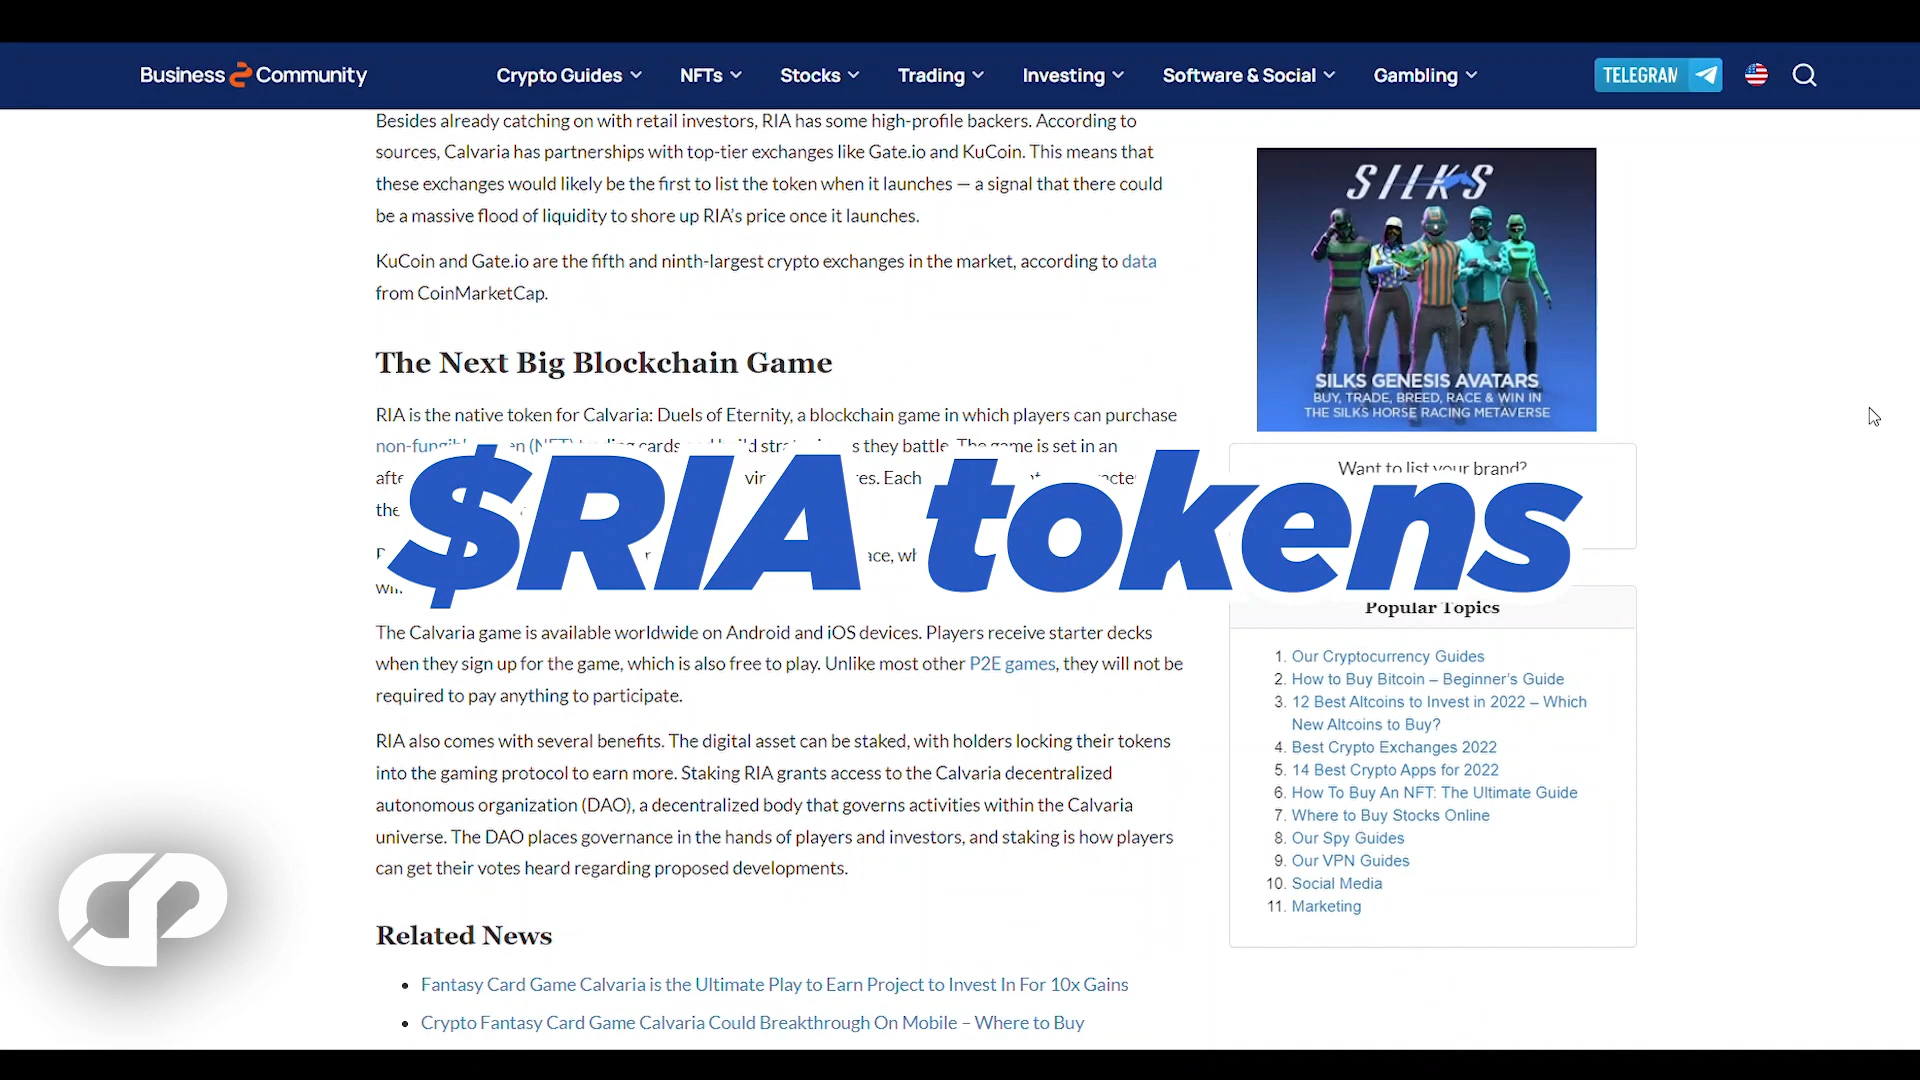 Business 2 Community
Crypto Guides NFTs Stocks Trading Investing Software & Social Gambling
TELEGRAM
Besides already catching on with retail investors, RIA has some high-profile backers. According to
sources, Calvaria has partnerships with top-tier exchanges like Gate.io and KuCoin. This means that
these exchanges would likely be the first to list the token when it launches — a signal that there could
be a massive flood of liquidity to shore up RIA's price once it launches.
KuCoin and Gate.io are the fifth and ninth-largest crypto exchanges in the market, according to data
from CoinMarketCap.
The Next Big Blockchain Game
RIA is the native token for Calvaria: Duels of Eternity, a blockchain game in which players can purchase
cards they battle. The game is set in an
Each
the
$RIA tokens
The Calvaria game is available worldwide on Android and iOS devices. Players receive starter decks
when they sign up for the game, which is also free to play. Unlike most other P2E games, they will not be
required to pay anything to participate.
RIA also comes with several benefits. The digital asset can be staked, with holders locking their tokens
into the gaming protocol to earn more. Staking RIA grants access to the Calvaria decentralized
autonomous organization (DAO), a decentralized body that governs activities within the Calvaria
universe. The DAO places governance in the hands of players and investors, and staking is how players
can get their votes heard regarding proposed developments.
Related News
Fantasy Card Game Calvaria is the Ultimate Play to Earn Project to Invest In For 10x Gains
Crypto Fantasy Card Game Calvaria Could Breakthrough On Mobile – Where to Buy
SILKS
SILKS GENESIS AVATARS
BUY, TRADE, BREED, RACE & WIN IN
THE SILKS HORSE RACING METAVERSE
Want to list your brand?
Popular Topics
1. Our Cryptocurrency Guides
2. How to Buy Bitcoin – Beginner's Guide
3. 12 Best Altcoins to Invest in 2022 – Which
New Altcoins to Buy?
4. Best Crypto Exchanges 2022
5. 14 Best Crypto Apps for 2022
6. How To Buy An NFT: The Ultimate Guide
7. Where to Buy Stocks Online
8. Our Spy Guides
9. Our VPN Guides
10. Social Media
11. Marketing
CP